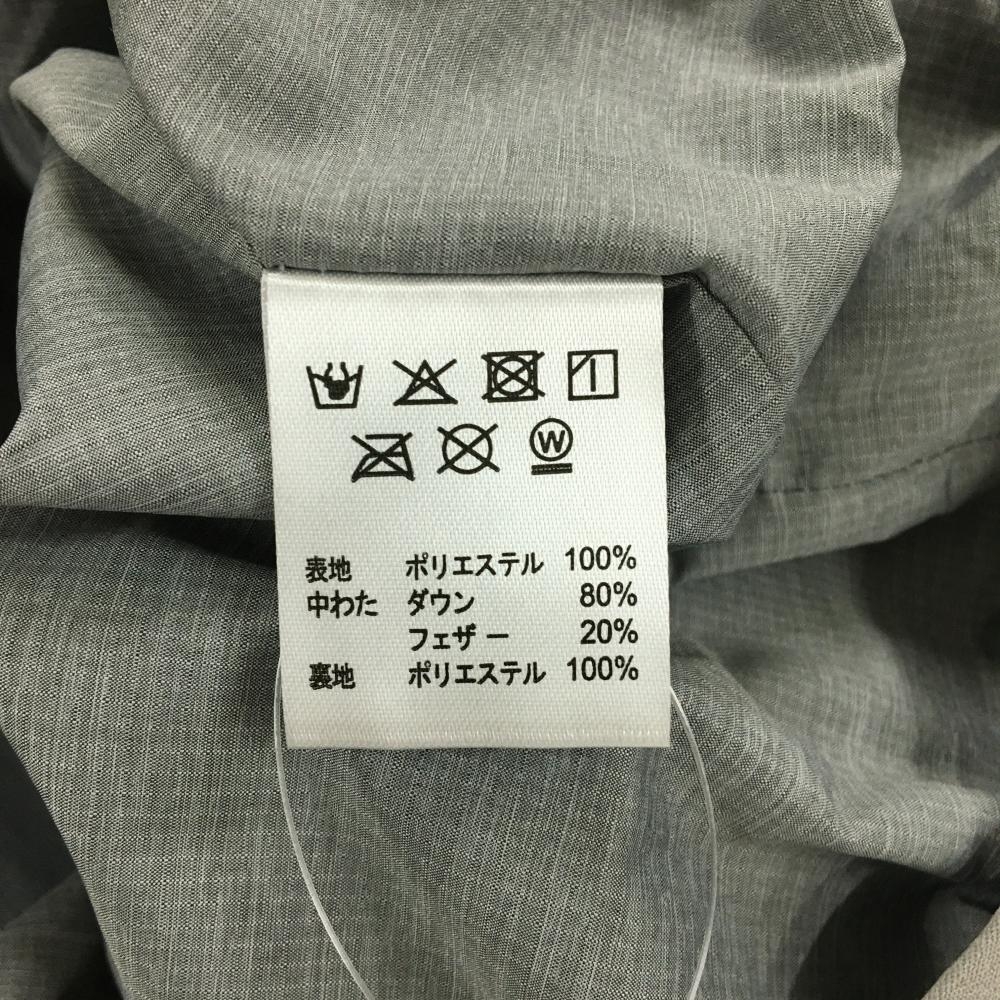 W
表地 ポリエステル 100%
中わた ダウン 80%
フェザー 20%
裏地 ポリエステル 100%